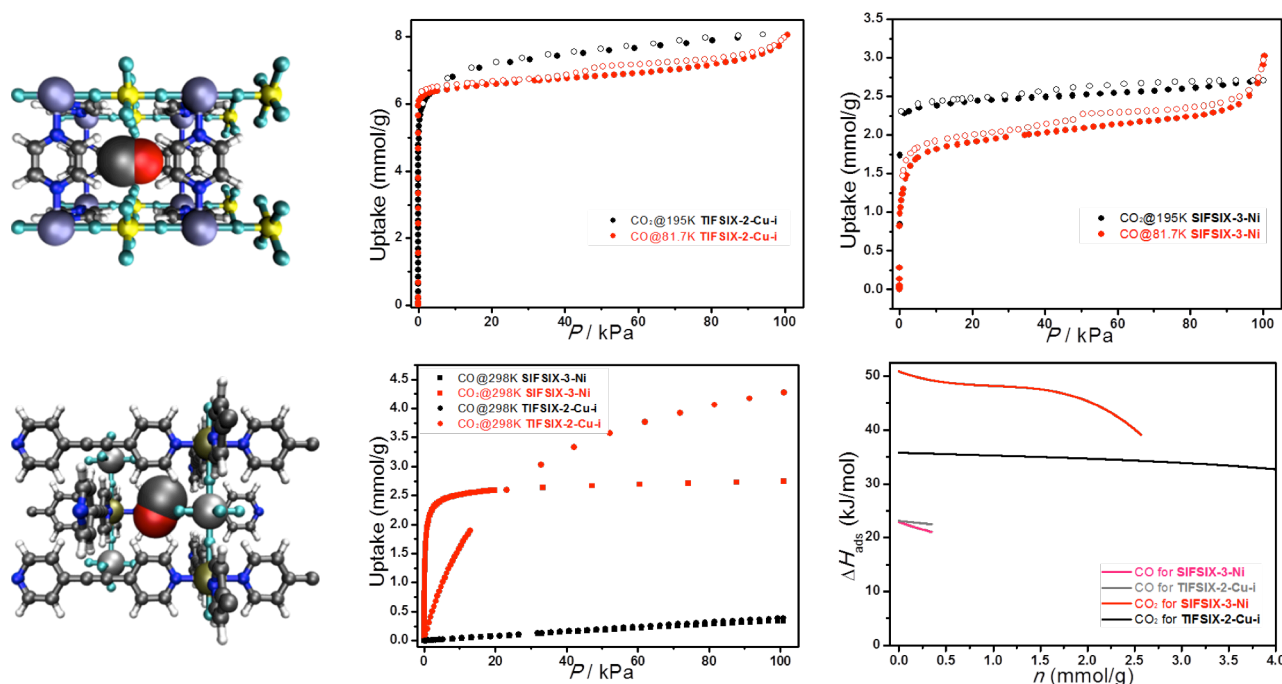 Uptake (mmol/g)
8
6
4
2
0
CO₂@195K TIFSIX-2-Cu-i
CO@81.7K TIFSIX-2-Cu-i
0 20 40 60 80 100
P / kPa
Uptake (mmol/g)
3.5
3.0
2.5
2.0
1.5
1.0
0.5
0.0
CO₂@195K SIFSIX-3-Ni
CO@81.7K SIFSIX-3-Ni
0 20 40 60 80 100
P / kPa
Uptake (mmol/g)
4.5
4.0
3.5
3.0
2.5
2.0
1.5
1.0
0.5
0.0
CO@298K SIFSIX-3-Ni
CO₂@298K SIFSIX-3-Ni
CO@298K TIFSIX-2-Cu-i
CO₂@298K TIFSIX-2-Cu-i
0 20 40 60 80 100
P / kPa
ΔHads (kJ/mol)
50
40
30
20
10
0
CO for SIFSIX-3-Ni
CO for TIFSIX-2-Cu-i
CO₂ for SIFSIX-3-Ni
CO₂ for TIFSIX-2-Cu-i
0.0 0.5 1.0 1.5 2.0 2.5 3.0 3.5 4.0
n (mmol/g)